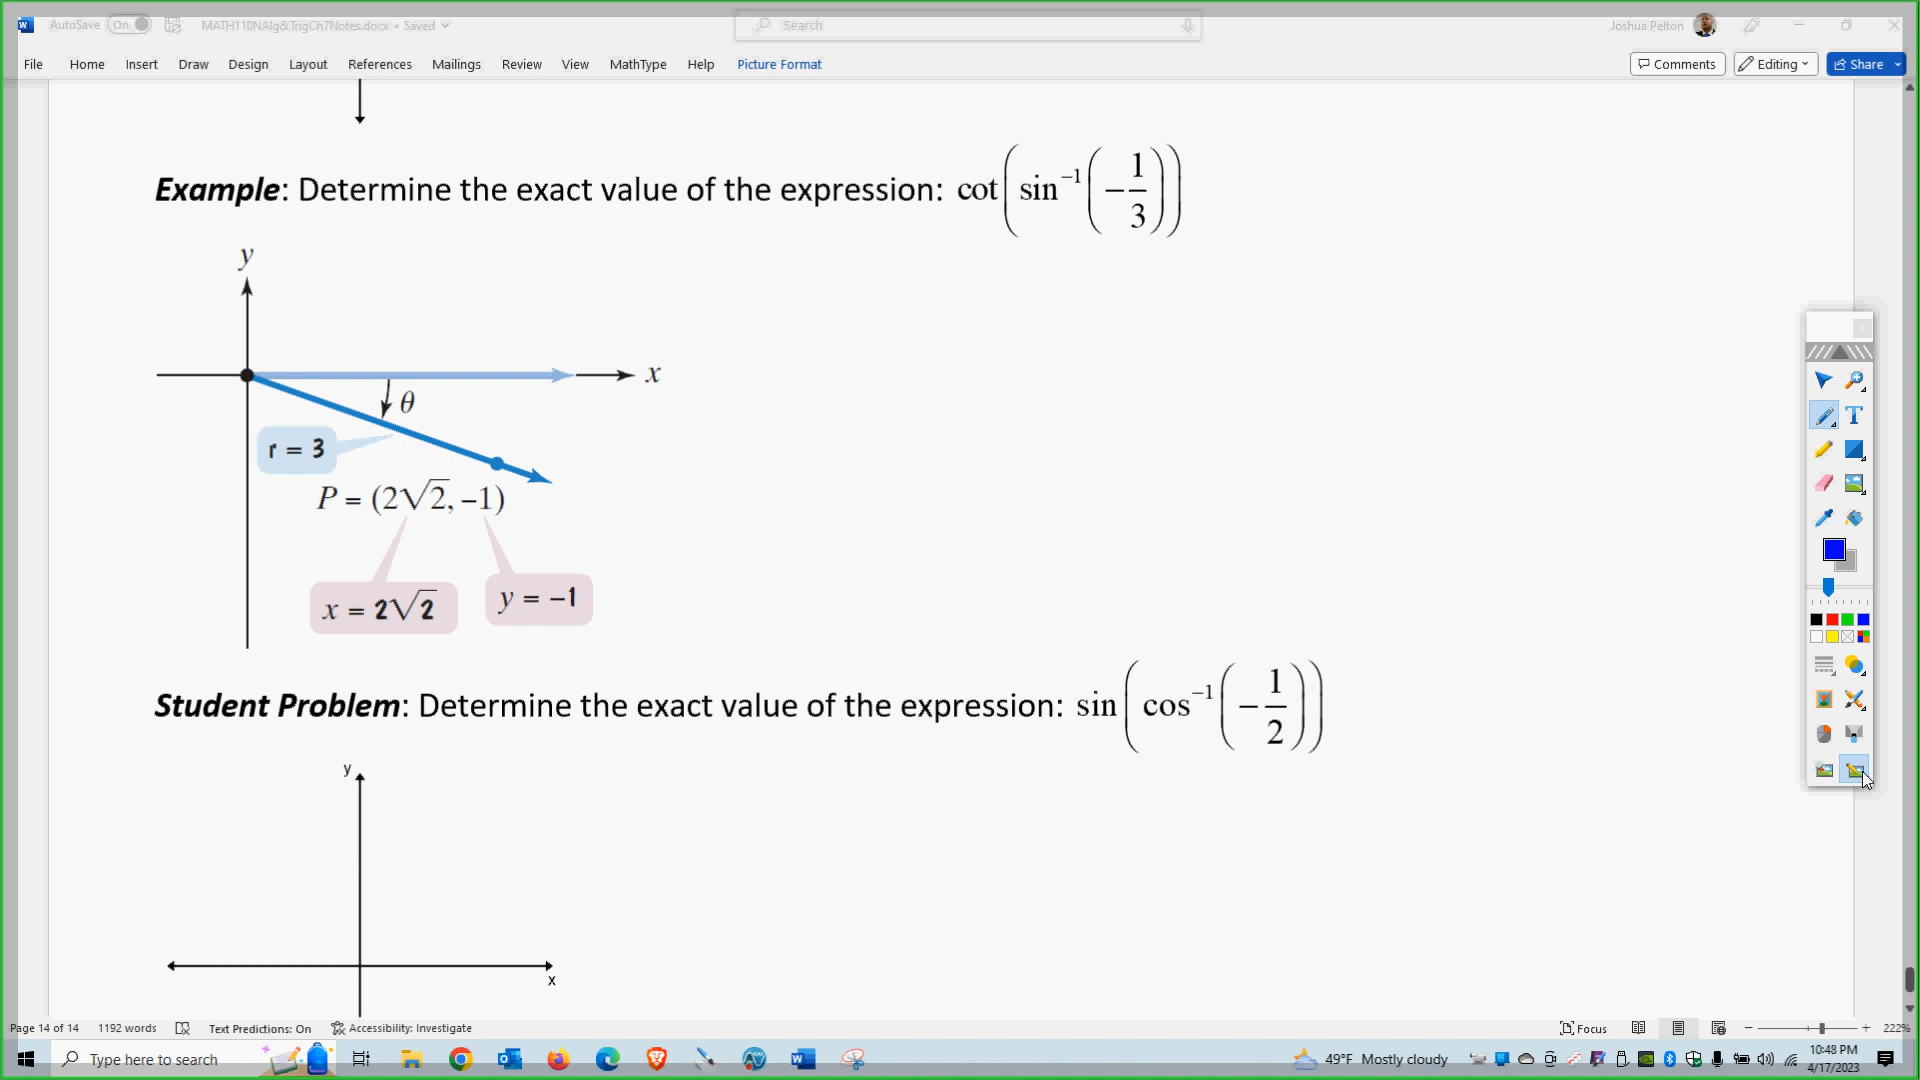 AutoSave On MATH110NAlg&TrigCh7Notes.docx • Saved Search Joshua Pelton
File Home Insert Draw Design Layout References Mailings Review View MathType Help Picture Format Comments Editing Share
Example: Determine the exact value of the expression: cot(sin⁻¹(−1/3))
y
x
θ
r = 3
P = (2√2, −1)
x = 2√2
y = −1
Student Problem: Determine the exact value of the expression: sin(cos⁻¹(−1/2))
y
x
Page 14 of 14 1192 words Text Predictions: On Accessibility: Investigate Focus 222%
Type here to search 49°F Mostly cloudy 10:48 PM
4/17/2023